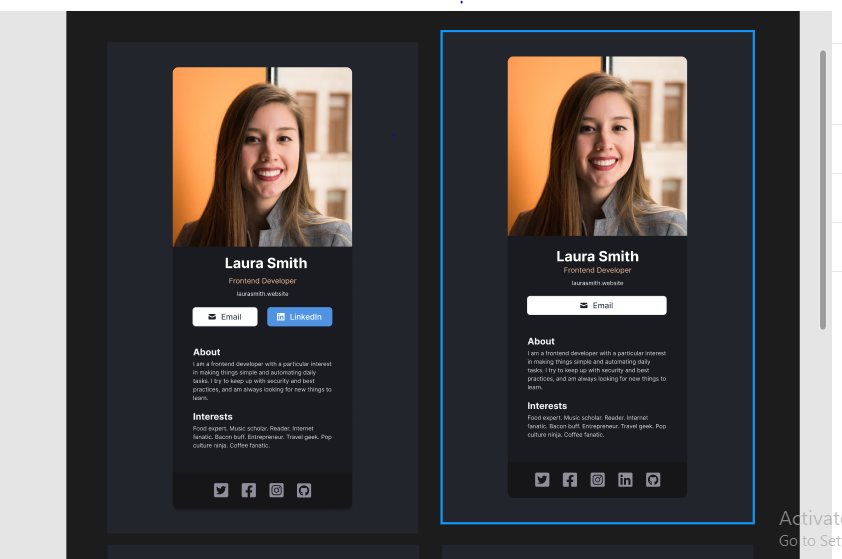 Laura Smith
Frontend Developer
laurasmith.website
Email
LinkedIn
About
I am a frontend developer with a particular interest
in making things simple and automating daily
tasks. I try to keep up with security and best
practices, and am always looking for new things to
learn.
Interests
Food expert. Music scholar. Reader. Internet
fanatic. Bacon buff. Entrepreneur. Travel geek. Pop
culture ninja. Coffee fanatic.
Laura Smith
Frontend Developer
laurasmith.website
Email
About
I am a frontend developer with a particular interest
in making things simple and automating daily
tasks. I try to keep up with security and best
practices, and am always looking for new things to
learn.
Interests
Food expert. Music scholar. Reader. Internet
fanatic. Bacon buff. Entrepreneur. Travel geek. Pop
culture ninja. Coffee fanatic.
Activate
Go to Set